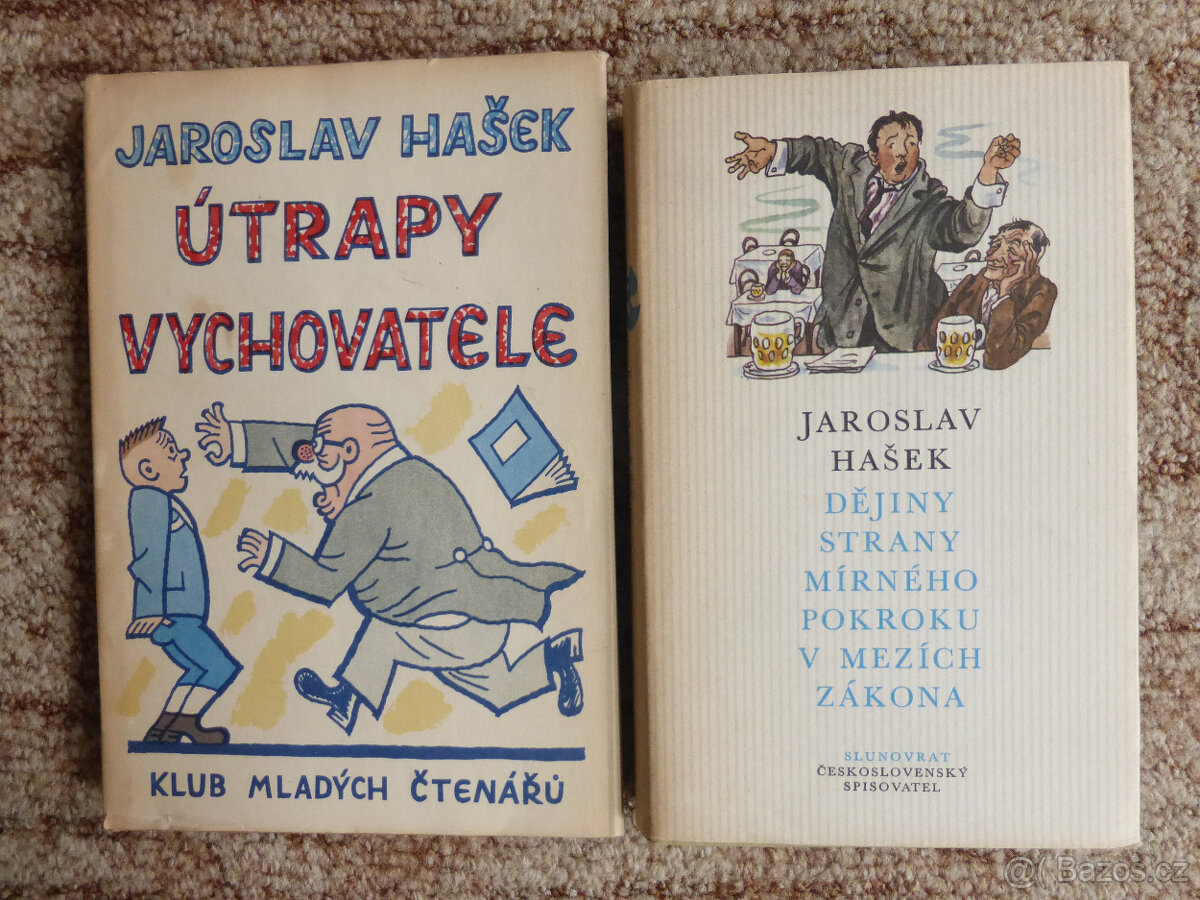 JAROSLAV HAŠEK
ÚTRAPY
VYCHOVATELE
KLUB MLADÝCH ČTENÁŘŮ
JAROSLAV
HAŠEK
DĚJINY
STRANY
MÍRNÉHO
POKROKU
V MEZÍCH
ZÁKONA
SLUNOVRAT
ČESKOSLOVENSKÝ
SPISOVATEL
@( Bazos.cz